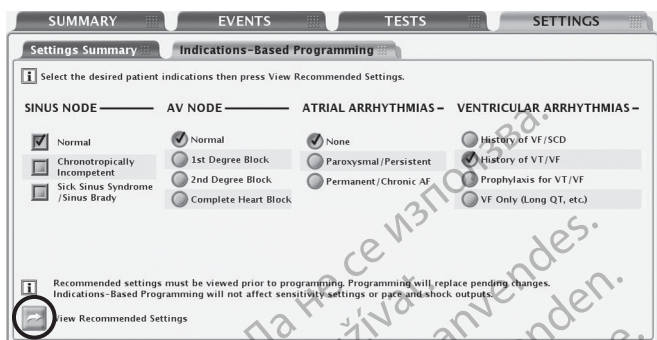 SUMMARY EVENTS TESTS SETTINGS
Settings Summary Indications-Based Programming
i Select the desired patient indications then press View Recommended Settings.
SINUS NODE AV NODE ATRIAL ARRHYTHMIAS VENTRICULAR ARRHYTHMIAS
Normal
Chronotropically
Incompetent
Sick Sinus Syndrome
/Sinus Brady
Normal
1st Degree Block
2nd Degree Block
Complete Heart Block
None
Paroxysmal/Persistent
Permanent/Chronic AF
History of VF/SCD
History of VT/VF
Prophylaxis for VT/VF
VF Only (Long QT, etc.)
i Recommended settings must be viewed prior to programming. Programming will replace pending changes.
Indications-Based Programming will not affect sensitivity settings or pace and shock outputs.
View Recommended Settings